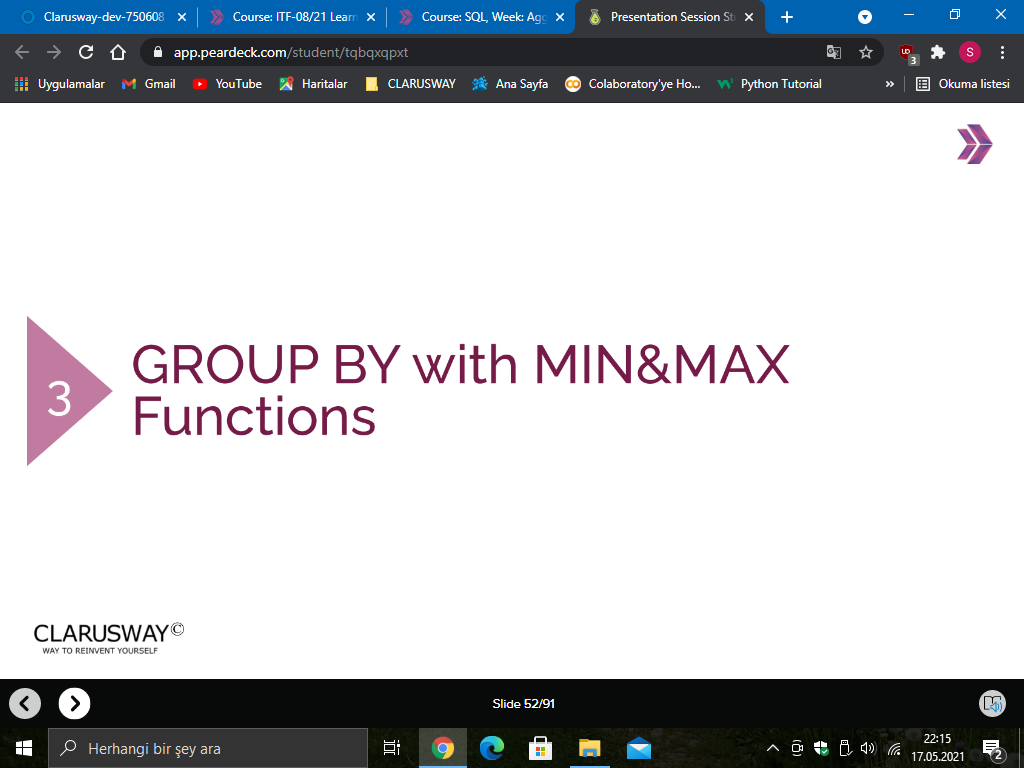 Clarusway-dev-750608
Course: ITF-08/21 Learn
Course: SQL, Week: Agg
Presentation Session St
app.peardeck.com/student/tqbqxqpxt
3
S
Uygulamalar
Gmail
YouTube
Haritalar
CLARUSWAY
Ana Sayfa
Colaboratory'ye Ho...
Python Tutorial
»
Okuma listesi
3
GROUP BY with MIN&MAX
Functions
CLARUSWAY©
WAY TO REINVENT YOURSELF
Slide 52/91
Herhangi bir şey ara
22:15
17.05.2021
2